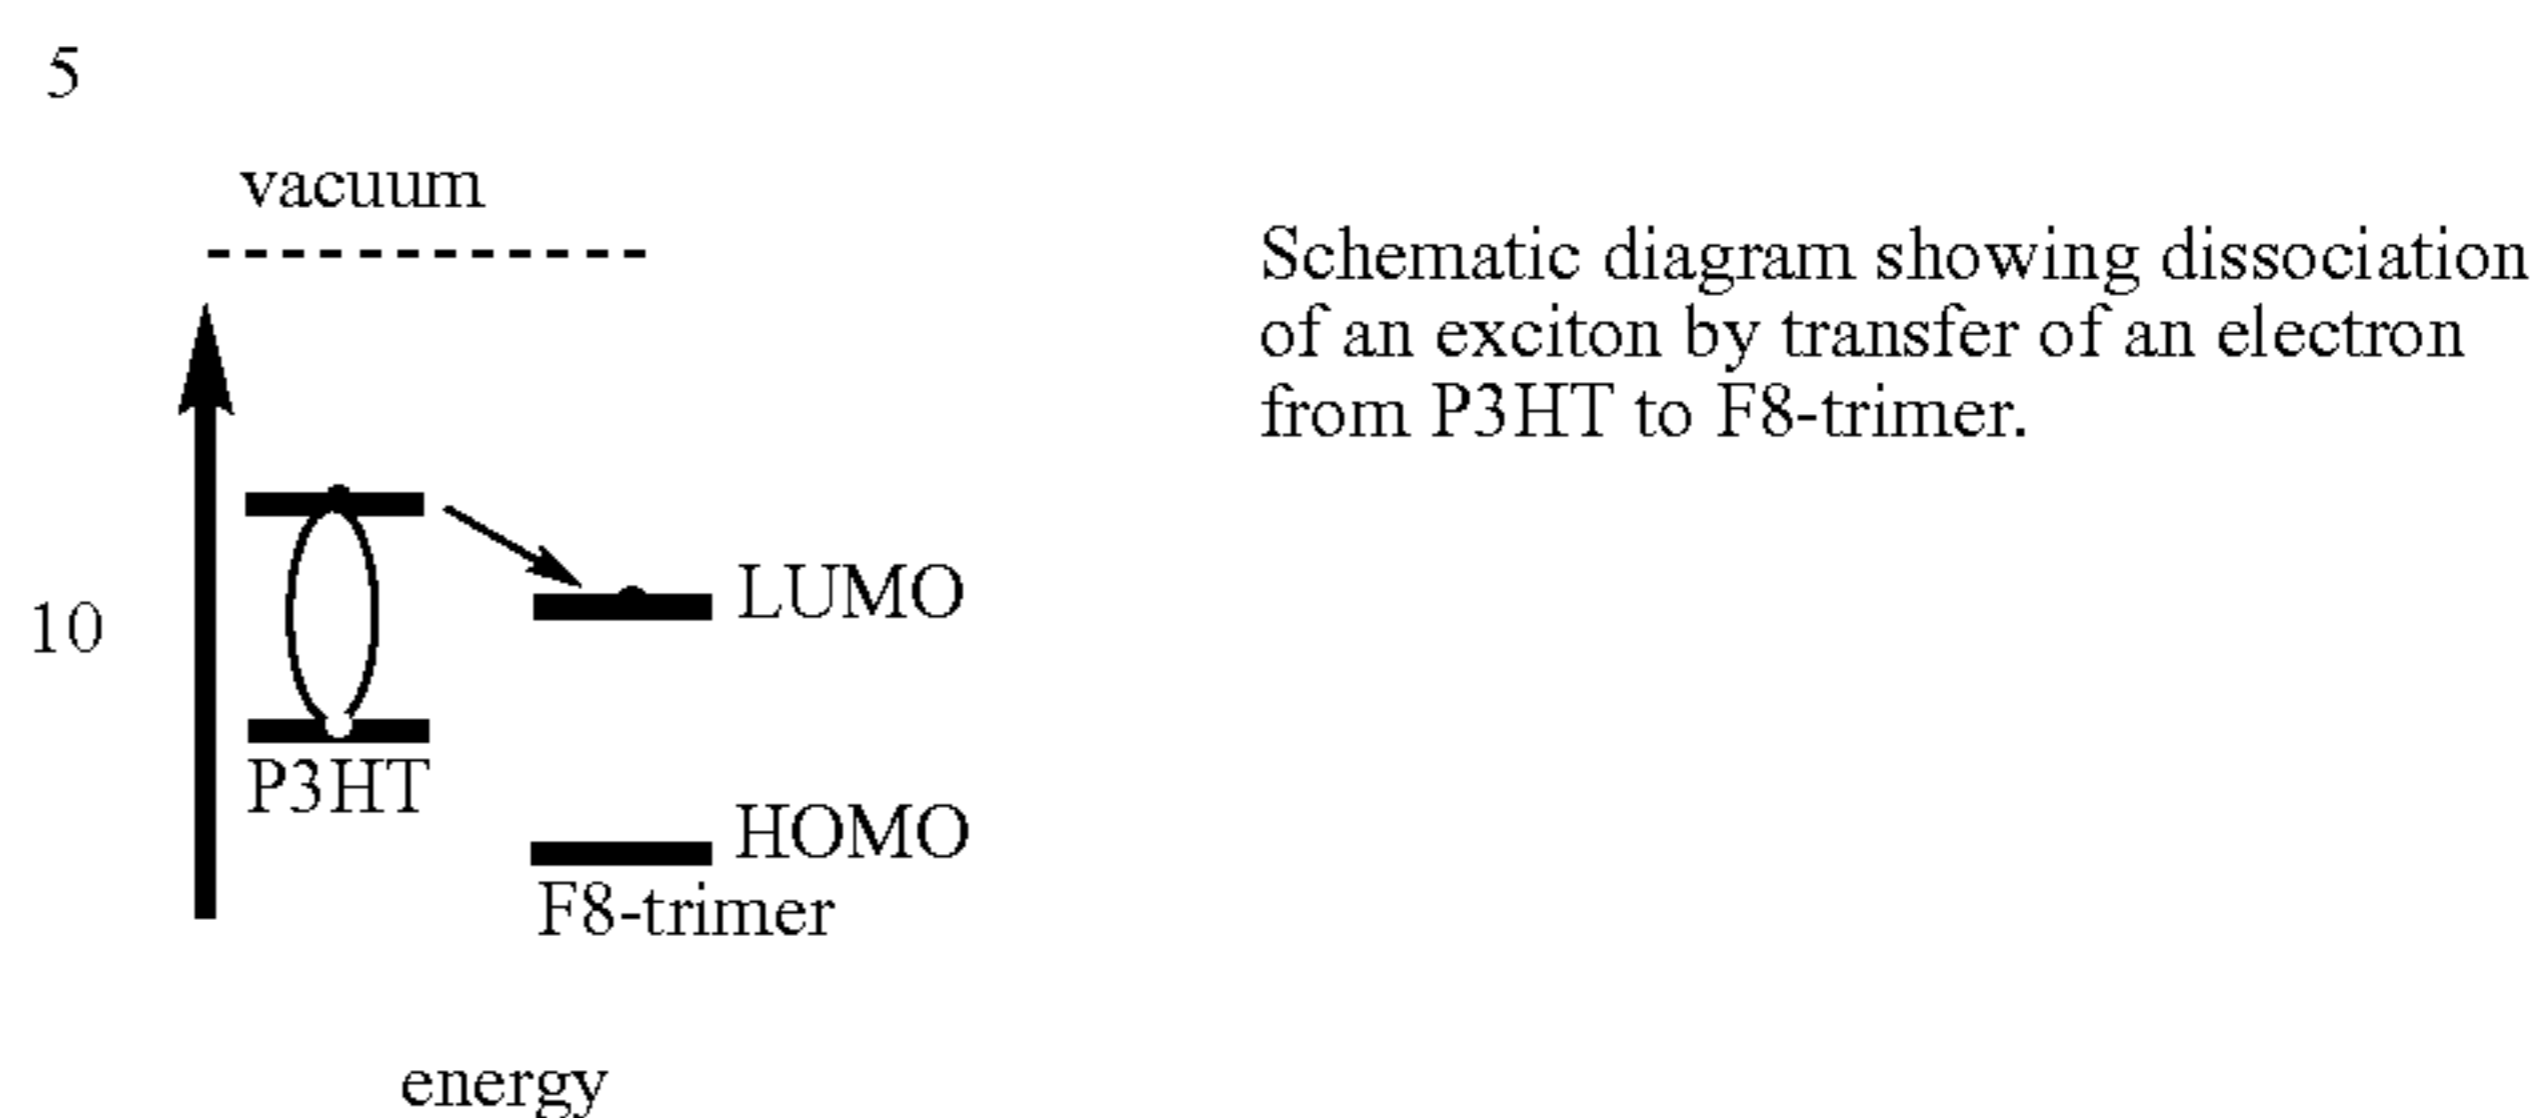 5
vacuum
Schematic diagram showing dissociation
of an exciton by transfer of an electron
from P3HT to F8-trimer.
LUMO
10
P3HT
HOMO
F8-trimer
energy